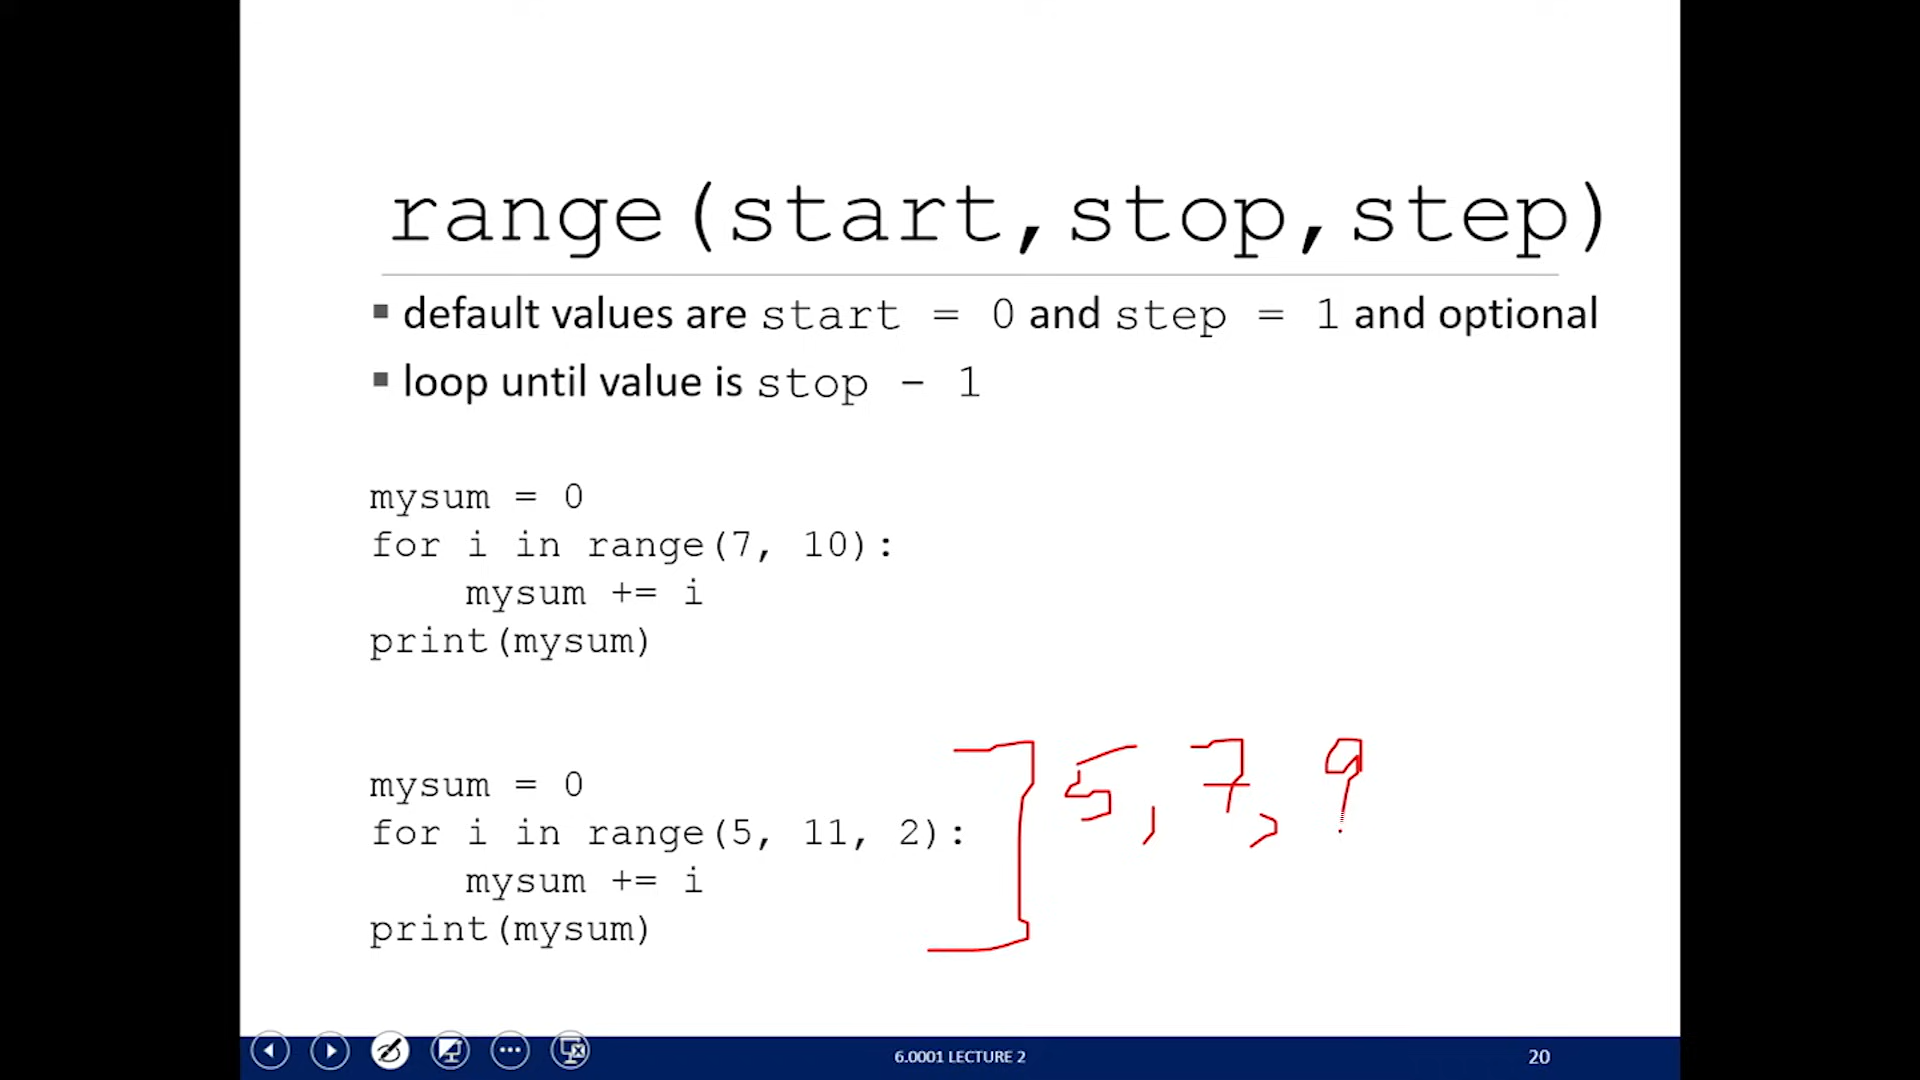 range(start,stop,step)
▪ default values are start = 0 and step = 1 and optional
▪ loop until value is stop - 1
mysum = 0
for i in range(7, 10):
    mysum += i
print(mysum)
mysum = 0
for i in range(5, 11, 2):
    mysum += i
print(mysum)
5, 7, 9
6.0001 LECTURE 2
20